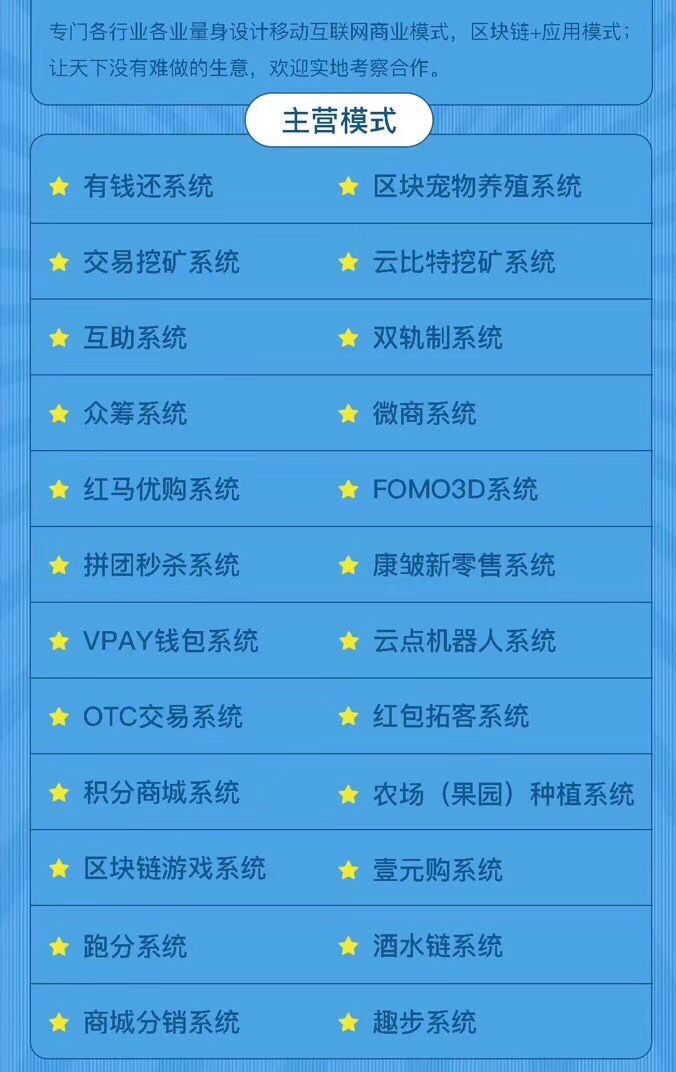 专门各行业各业量身设计移动互联网商业模式，区块链+应用模式；
让天下没有难做的生意，欢迎实地考察合作。
主营模式
有钱还系统 区块宠物养殖系统
交易挖矿系统 云比特挖矿系统
互助系统 双轨制系统
众筹系统 微商系统
红马优购系统 FOMO3D系统
拼团秒杀系统 康皱新零售系统
VPAY钱包系统 云点机器人系统
OTC交易系统 红包拓客系统
积分商城系统 农场（果园）种植系统
区块链游戏系统 壹元购系统
跑分系统 酒水链系统
商城分销系统 趣步系统